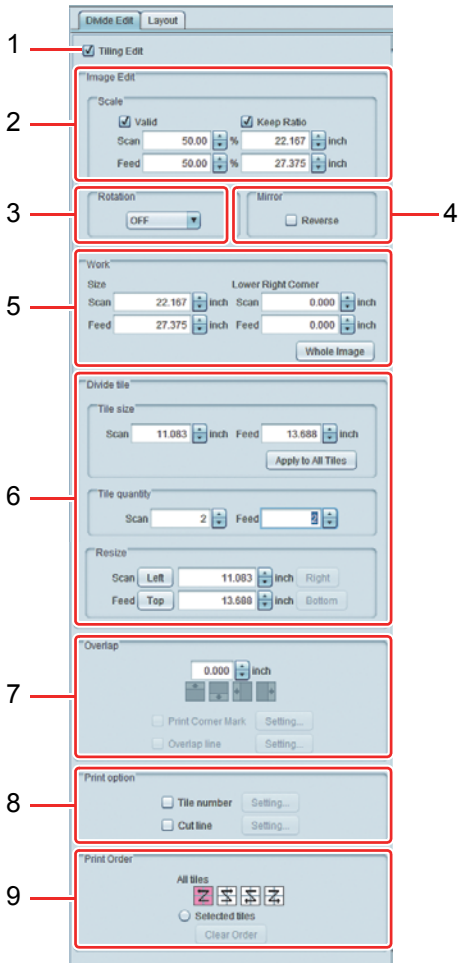 Divide Edit Layout
1 Tiling Edit
Image Edit
Scale
2 Valid Keep Ratio
Scan 50.00 % 22.167 inch
Feed 50.00 % 27.375 inch
Rotation Mirror
3 OFF Reverse 4
Work
Size Lower Right Corner
5 Scan 22.167 inch Scan 0.000 inch
Feed 27.375 inch Feed 0.000 inch
Whole Image
Divide tile
Tile size
Scan 11.083 inch Feed 13.688 inch
Apply to All Tiles
6 Tile quantity
Scan 2 Feed 2
Resize
Scan Left 11.083 inch Right
Feed Top 13.688 inch Bottom
Overlap
0.000 inch
7
Print Corner Mark Setting...
Overlap line Setting...
Print option
8 Tile number Setting...
Cut line Setting...
Print Order
All tiles
9
Selected tiles
Clear Order